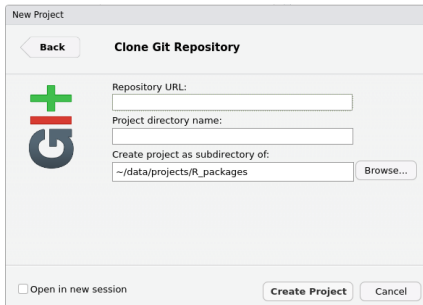 New Project
Back
Clone Git Repository
Repository URL:
Project directory name:
Create project as subdirectory of:
~/data/projects/R_packages
Browse...
git
Open in new session
Create Project
Cancel